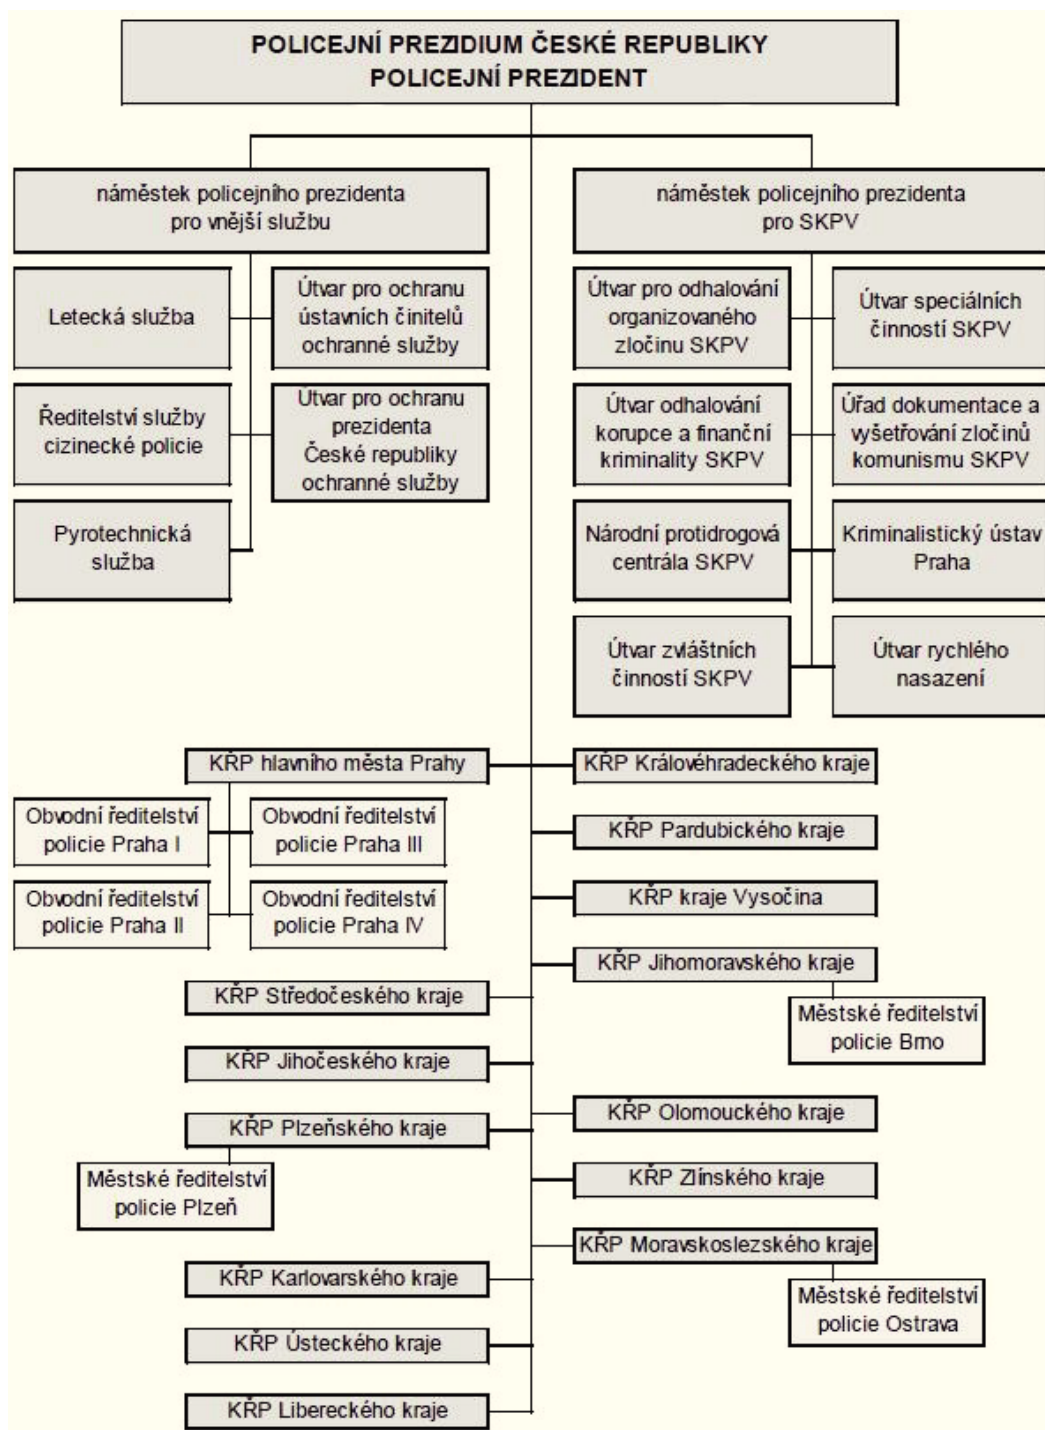 POLICEJNÍ PREZIDIUM ČESKÉ REPUBLIKY
POLICEJNÍ PREZIDENT
náměstek policejního prezidenta
pro vnější službu
náměstek policejního prezidenta
pro SKPV
Letecká služba
Útvar pro ochranu
ústavních činitelů
ochranné služby
Útvar pro odhalování
organizovaného
zločinu SKPV
Útvar speciálních
činností SKPV
Ředitelství služby
cizinecké policie
Útvar pro ochranu
prezidenta
České republiky
ochranné služby
Útvar odhalování
korupce a finanční
kriminality SKPV
Úřad dokumentace a
vyšetřování zločinů
komunismu SKPV
Pyrotechnická
služba
Národní protidrogová
centrála SKPV
Kriminalistický ústav
Praha
Útvar zvláštních
činností SKPV
Útvar rychlého
nasazení
KŘP hlavního města Prahy
KŘP Královéhradeckého kraje
Obvodní ředitelství
policie Praha I
Obvodní ředitelství
policie Praha III
KŘP Pardubického kraje
Obvodní ředitelství
policie Praha II
Obvodní ředitelství
policie Praha IV
KŘP kraje Vysočina
KŘP Jihomoravského kraje
KŘP Středočeského kraje
Městské ředitelství
policie Brno
KŘP Jihočeského kraje
KŘP Olomouckého kraje
KŘP Plzeňského kraje
Městské ředitelství
policie Plzeň
KŘP Zlínského kraje
KŘP Moravskoslezského kraje
KŘP Karlovarského kraje
Městské ředitelství
policie Ostrava
KŘP Ústeckého kraje
KŘP Libereckého kraje